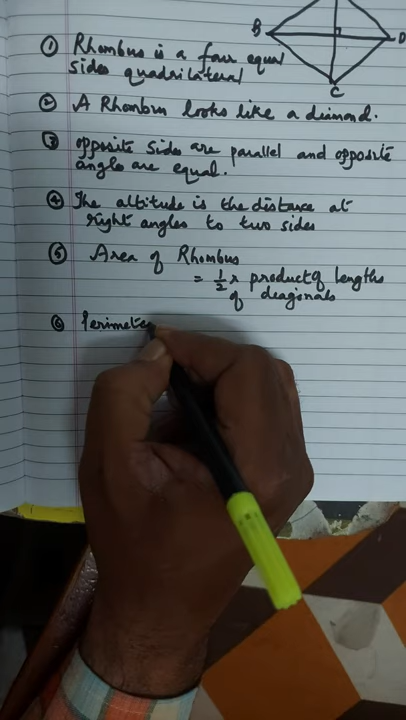 B
D
C
① Rhombus is a four equal
sides quadrilateral
② A Rhombus looks like a diamond.
③ opposite sides are parallel and opposite
angles are equal.
④ The altitude is the distance at
right angles to two sides
⑤ Area of Rhombus
= 1/2 x product of lengths
of diagonals
⑥ Perimete